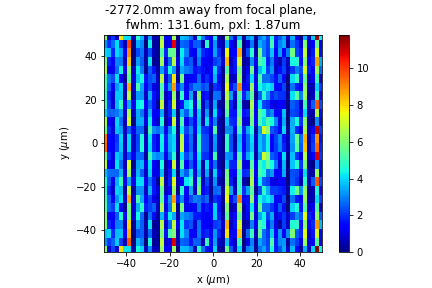 -2772.0mm away from focal plane,
fwhm: 131.6um, pxl: 1.87um
40
20
0
−20
−40
y (μm)
−40 −20 0 20 40
x (μm)
10
8
6
4
2
0